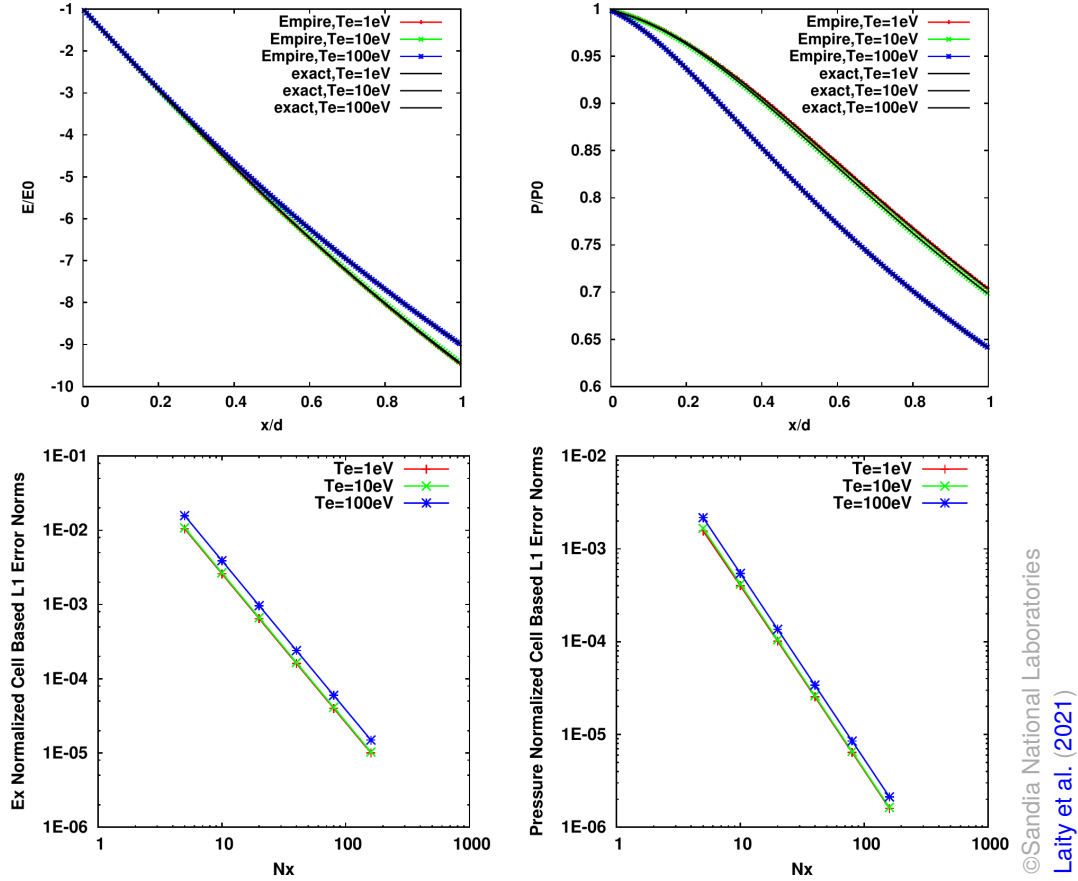 -1
-2
-3
-4
-5
-6
-7
-8
-9
-10
E/E0
0
0.2
0.4
0.6
0.8
1
x/d
Empire,Te=1eV
Empire,Te=10eV
Empire,Te=100eV
exact,Te=1eV
exact,Te=10eV
exact,Te=100eV
1
0.95
0.9
0.85
0.8
0.75
0.7
0.65
0.6
P/P0
0
0.2
0.4
0.6
0.8
1
x/d
Empire,Te=1eV
Empire,Te=10eV
Empire,Te=100eV
exact,Te=1eV
exact,Te=10eV
exact,Te=100eV
1E-01
1E-02
1E-03
1E-04
1E-05
1E-06
Ex Normalized Cell Based L1 Error Norms
1
10
100
1000
Nx
Te=1eV
Te=10eV
Te=100eV
1E-02
1E-03
1E-04
1E-05
1E-06
Pressure Normalized Cell Based L1 Error Norms
1
10
100
1000
Nx
Te=1eV
Te=10eV
Te=100eV
©Sandia National Laboratories
Laity et al. (2021)